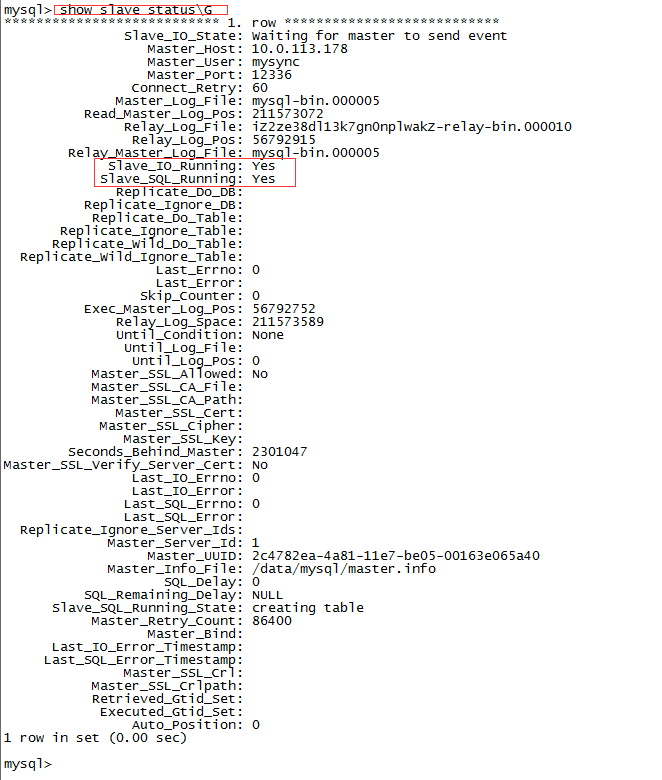 mysql> show slave status\G
*************************** 1. row ***************************
Slave_IO_State: Waiting for master to send event
Master_Host: 10.0.113.178
Master_User: mysync
Master_Port: 12336
Connect_Retry: 60
Master_Log_File: mysql-bin.000005
Read_Master_Log_Pos: 211573072
Relay_Log_File: iZ2ze38dl13k7gn0nplwakZ-relay-bin.000010
Relay_Log_Pos: 56792915
Relay_Master_Log_File: mysql-bin.000005
Slave_IO_Running: Yes
Slave_SQL_Running: Yes
Replicate_Do_DB:
Replicate_Ignore_DB:
Replicate_Do_Table:
Replicate_Ignore_Table:
Replicate_Wild_Do_Table:
Replicate_Wild_Ignore_Table:
Last_Errno: 0
Last_Error:
Skip_Counter: 0
Exec_Master_Log_Pos: 56792752
Relay_Log_Space: 211573589
Until_Condition: None
Until_Log_File:
Until_Log_Pos: 0
Master_SSL_Allowed: No
Master_SSL_CA_File:
Master_SSL_CA_Path:
Master_SSL_Cert:
Master_SSL_Cipher:
Master_SSL_Key:
Seconds_Behind_Master: 2301047
Master_SSL_Verify_Server_Cert: No
Last_IO_Errno: 0
Last_IO_Error:
Last_SQL_Errno: 0
Last_SQL_Error:
Replicate_Ignore_Server_Ids:
Master_Server_Id: 1
Master_UUID: 2c4782ea-4a81-11e7-be05-00163e065a40
Master_Info_File: /data/mysql/master.info
SQL_Delay: 0
SQL_Remaining_Delay: NULL
Slave_SQL_Running_State: creating table
Master_Retry_Count: 86400
Master_Bind:
Last_IO_Error_Timestamp:
Last_SQL_Error_Timestamp:
Master_SSL_Crl:
Master_SSL_Crlpath:
Retrieved_Gtid_Set:
Executed_Gtid_Set:
Auto_Position: 0
1 row in set (0.00 sec)
mysql>